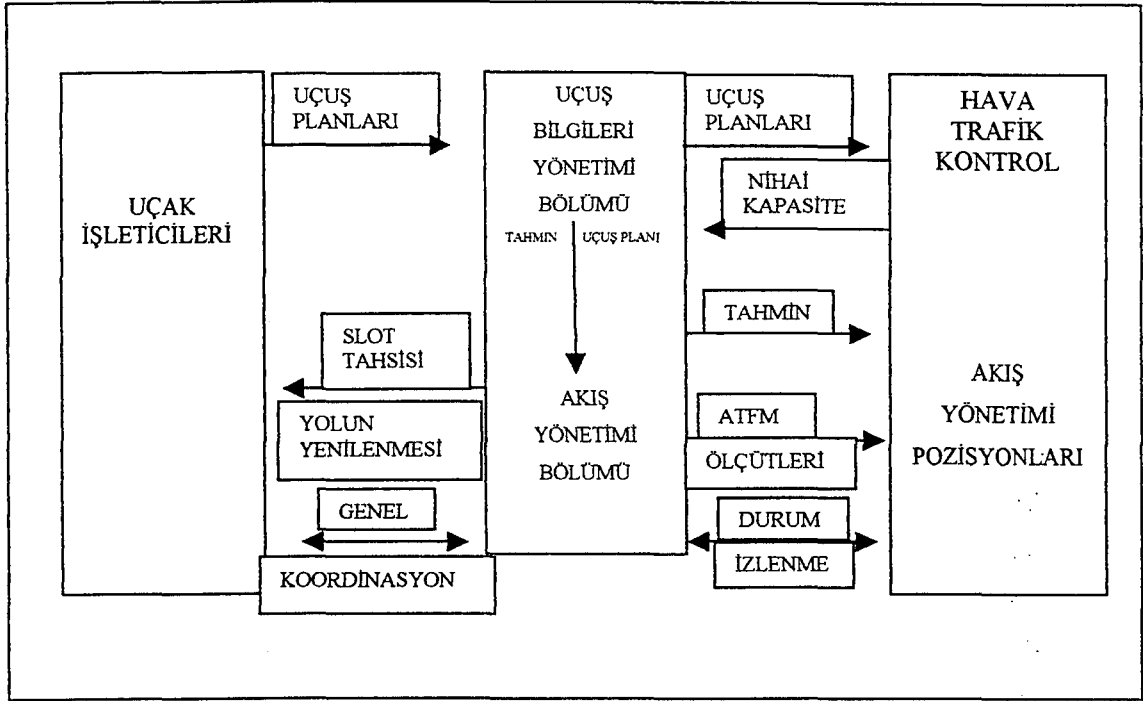 UÇAK
İŞLETİCİLERİ
UÇUŞ
PLANLARI
SLOT
TAHSİSİ
YOLUN
YENİLENMESİ
GENEL
KOORDİNASYON
UÇUŞ
BİLGİLERİ
YÖNETİMİ
BÖLÜMÜ
TAHMIN UÇUŞ PLANI
AKIŞ
YÖNETİMİ
BÖLÜMÜ
UÇUŞ
PLANLARI
NİHAİ
KAPASİTE
TAHMİN
ATFM
ÖLÇÜTLERİ
DURUM
İZLENME
HAVA
TRAFİK
KONTROL
AKIŞ
YÖNETİMİ
POZİSYONLARI